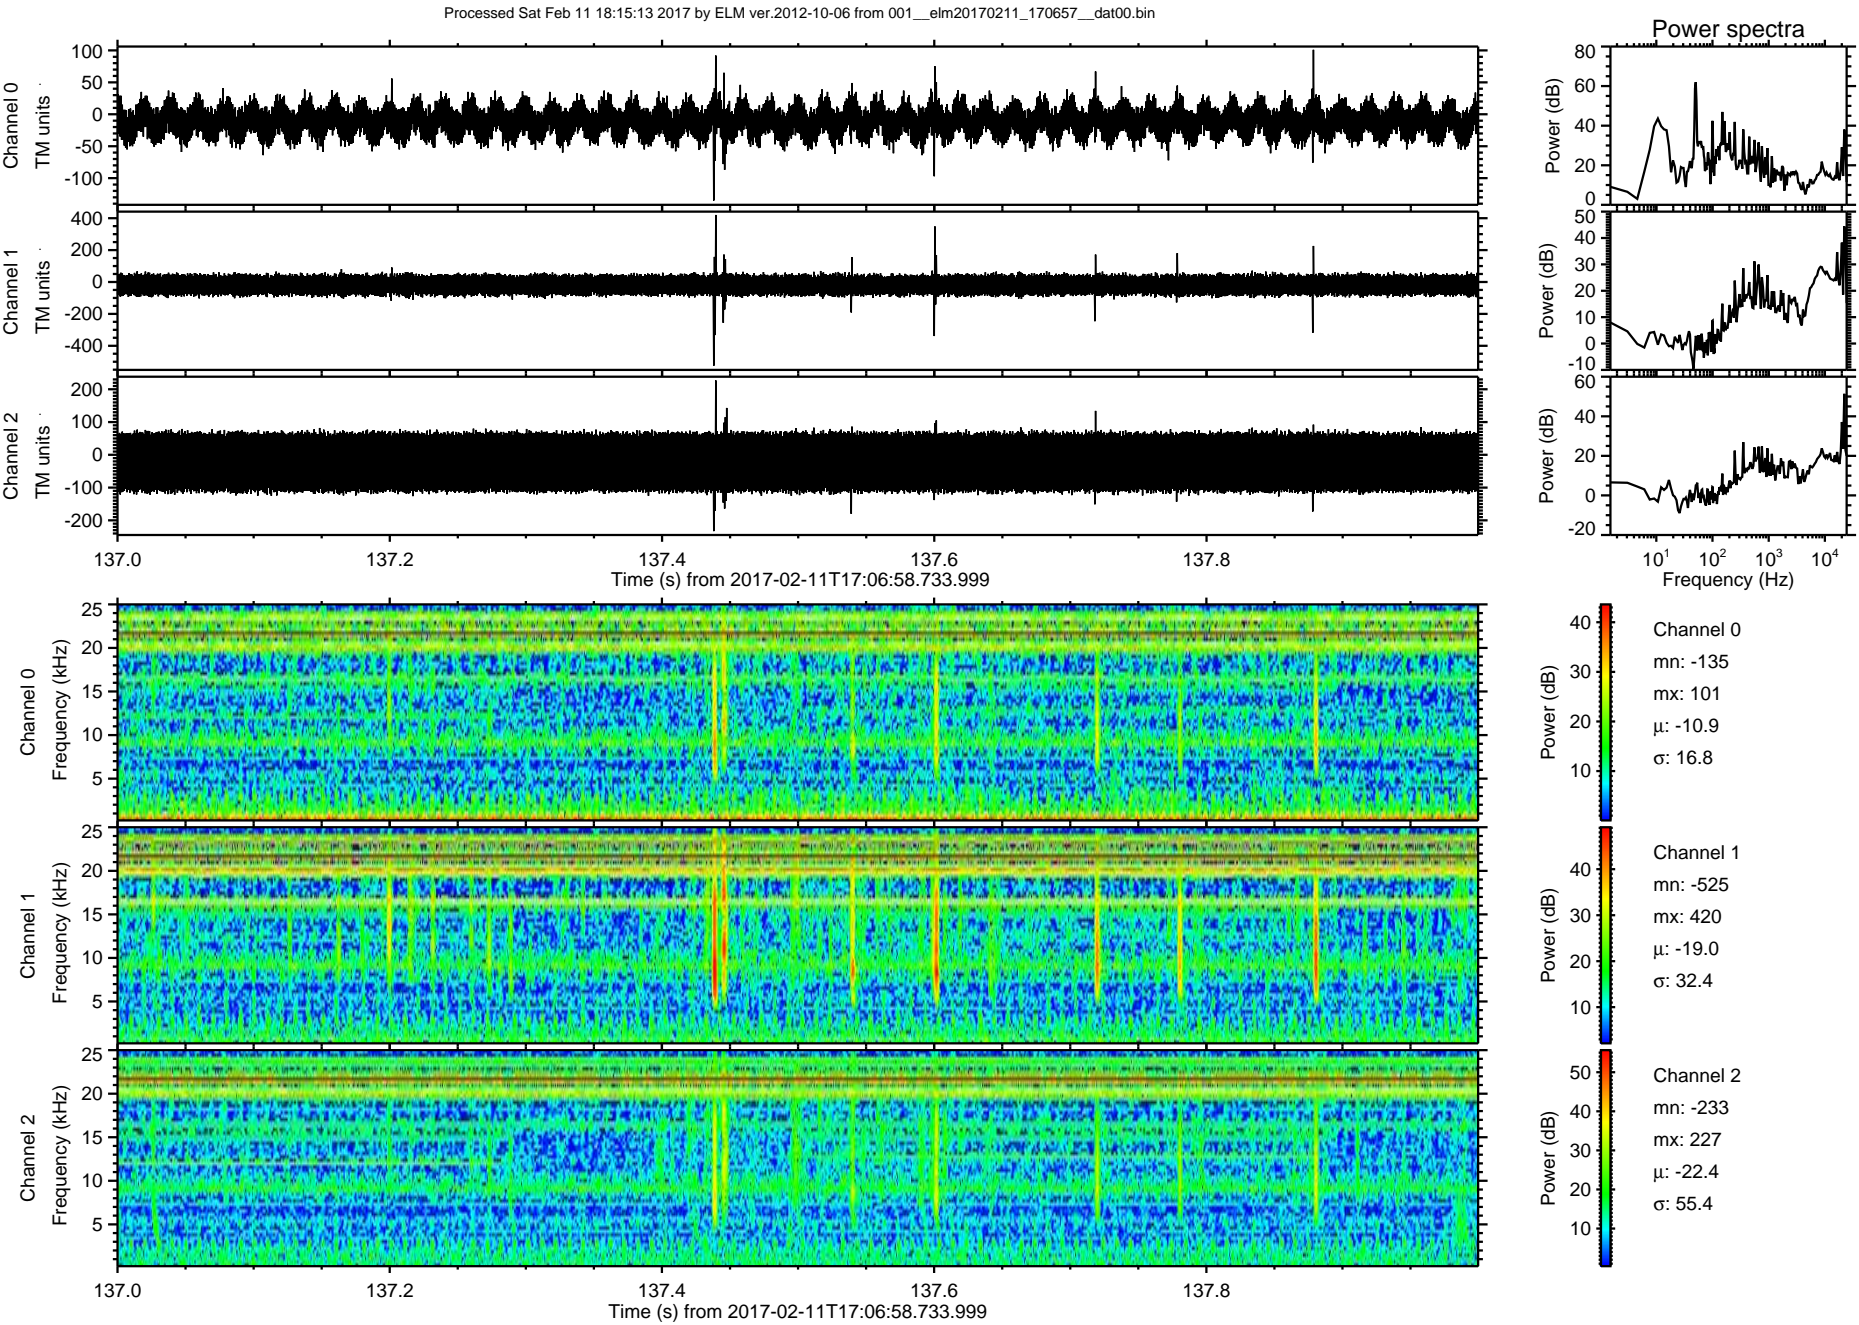 Processed Sat Feb 11 18:15:13 2017 by ELM ver.2012-10-06 from 001__elm20170211_170657__dat00.bin
Power spectra
Channel 0
TM units
100
50
0
-50
-100
Power (dB)
80
60
40
20
0
Channel 1
TM units
400
200
0
-200
-400
Power (dB)
50
40
30
20
10
0
-10
Channel 2
TM units
200
100
0
-100
-200
Power (dB)
60
40
20
0
-20
137.0 137.2 137.4 137.6 137.8
Time (s) from 2017-02-11T17:06:58.733.999
10¹ 10² 10³ 10⁴
Frequency (Hz)
Channel 0
Frequency (kHz)
25
20
15
10
5
Power (dB)
40
30
20
10
Channel 0
mn: -135
mx: 101
µ: -10.9
σ: 16.8
Channel 1
Frequency (kHz)
25
20
15
10
5
Power (dB)
40
30
20
10
Channel 1
mn: -525
mx: 420
µ: -19.0
σ: 32.4
Channel 2
Frequency (kHz)
25
20
15
10
5
Power (dB)
50
40
30
20
10
Channel 2
mn: -233
mx: 227
µ: -22.4
σ: 55.4
137.0 137.2 137.4 137.6 137.8
Time (s) from 2017-02-11T17:06:58.733.999